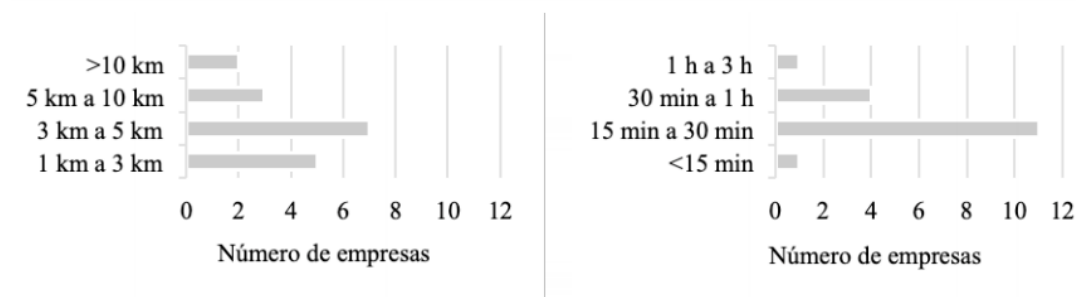 >10 km
5 km a 10 km
3 km a 5 km
1 km a 3 km
0 2 4 6 8 10 12
Número de empresas
1 h a 3 h
30 min a 1 h
15 min a 30 min
<15 min
0 2 4 6 8 10 12
Número de empresas